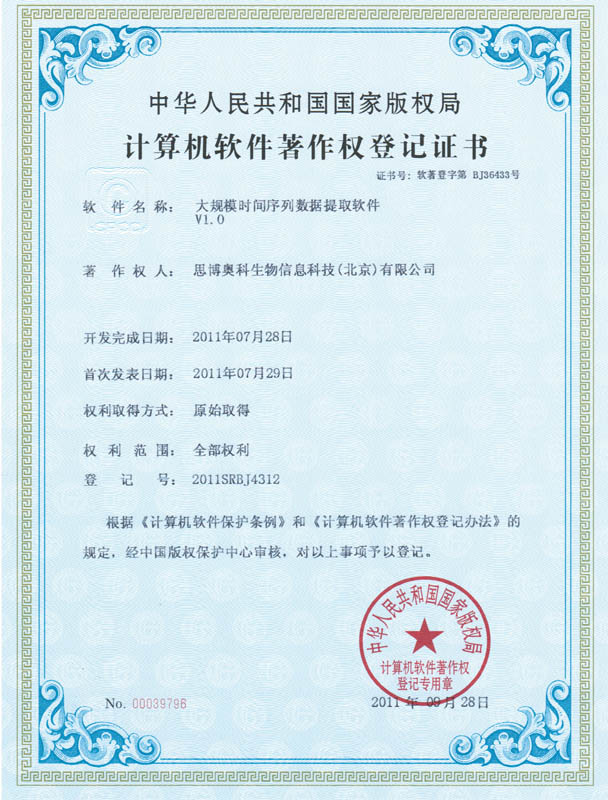 中华人民共和国国家版权局
计算机软件著作权登记证书
证书号: 软著登字第 BJ36433号
软件名称: 大规模时间序列数据提取软件
V1.0
著作权人: 思博奥科生物信息科技(北京)有限公司
开发完成日期: 2011年07月28日
首次发表日期: 2011年07月29日
权利取得方式: 原始取得
权利范围: 全部权利
登记号: 2011SRBJ4312
根据《计算机软件保护条例》和《计算机软件著作权登记办法》的
规定，经中国版权保护中心审核，对以上事项予以登记。
中华人民共和国国家版权局
计算机软件著作权
登记专用章
No. 00039796
2011 年 09 月 28 日